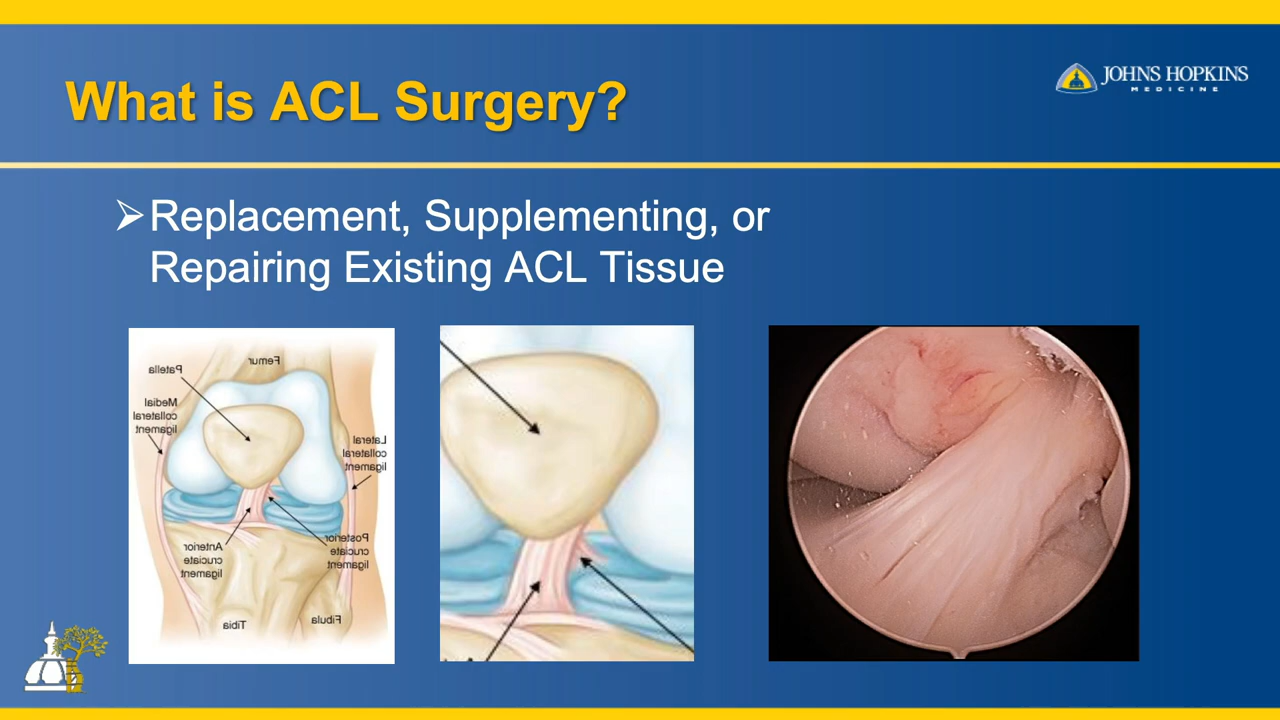 What is ACL Surgery?
JOHNS HOPKINS
MEDICINE
➢Replacement, Supplementing, or
Repairing Existing ACL Tissue
Femur
Patella
Medial
collateral
ligament
Lateral
collateral
ligament
Anterior
cruciate
ligament
Posterior
cruciate
ligament
Tibia
Fibula